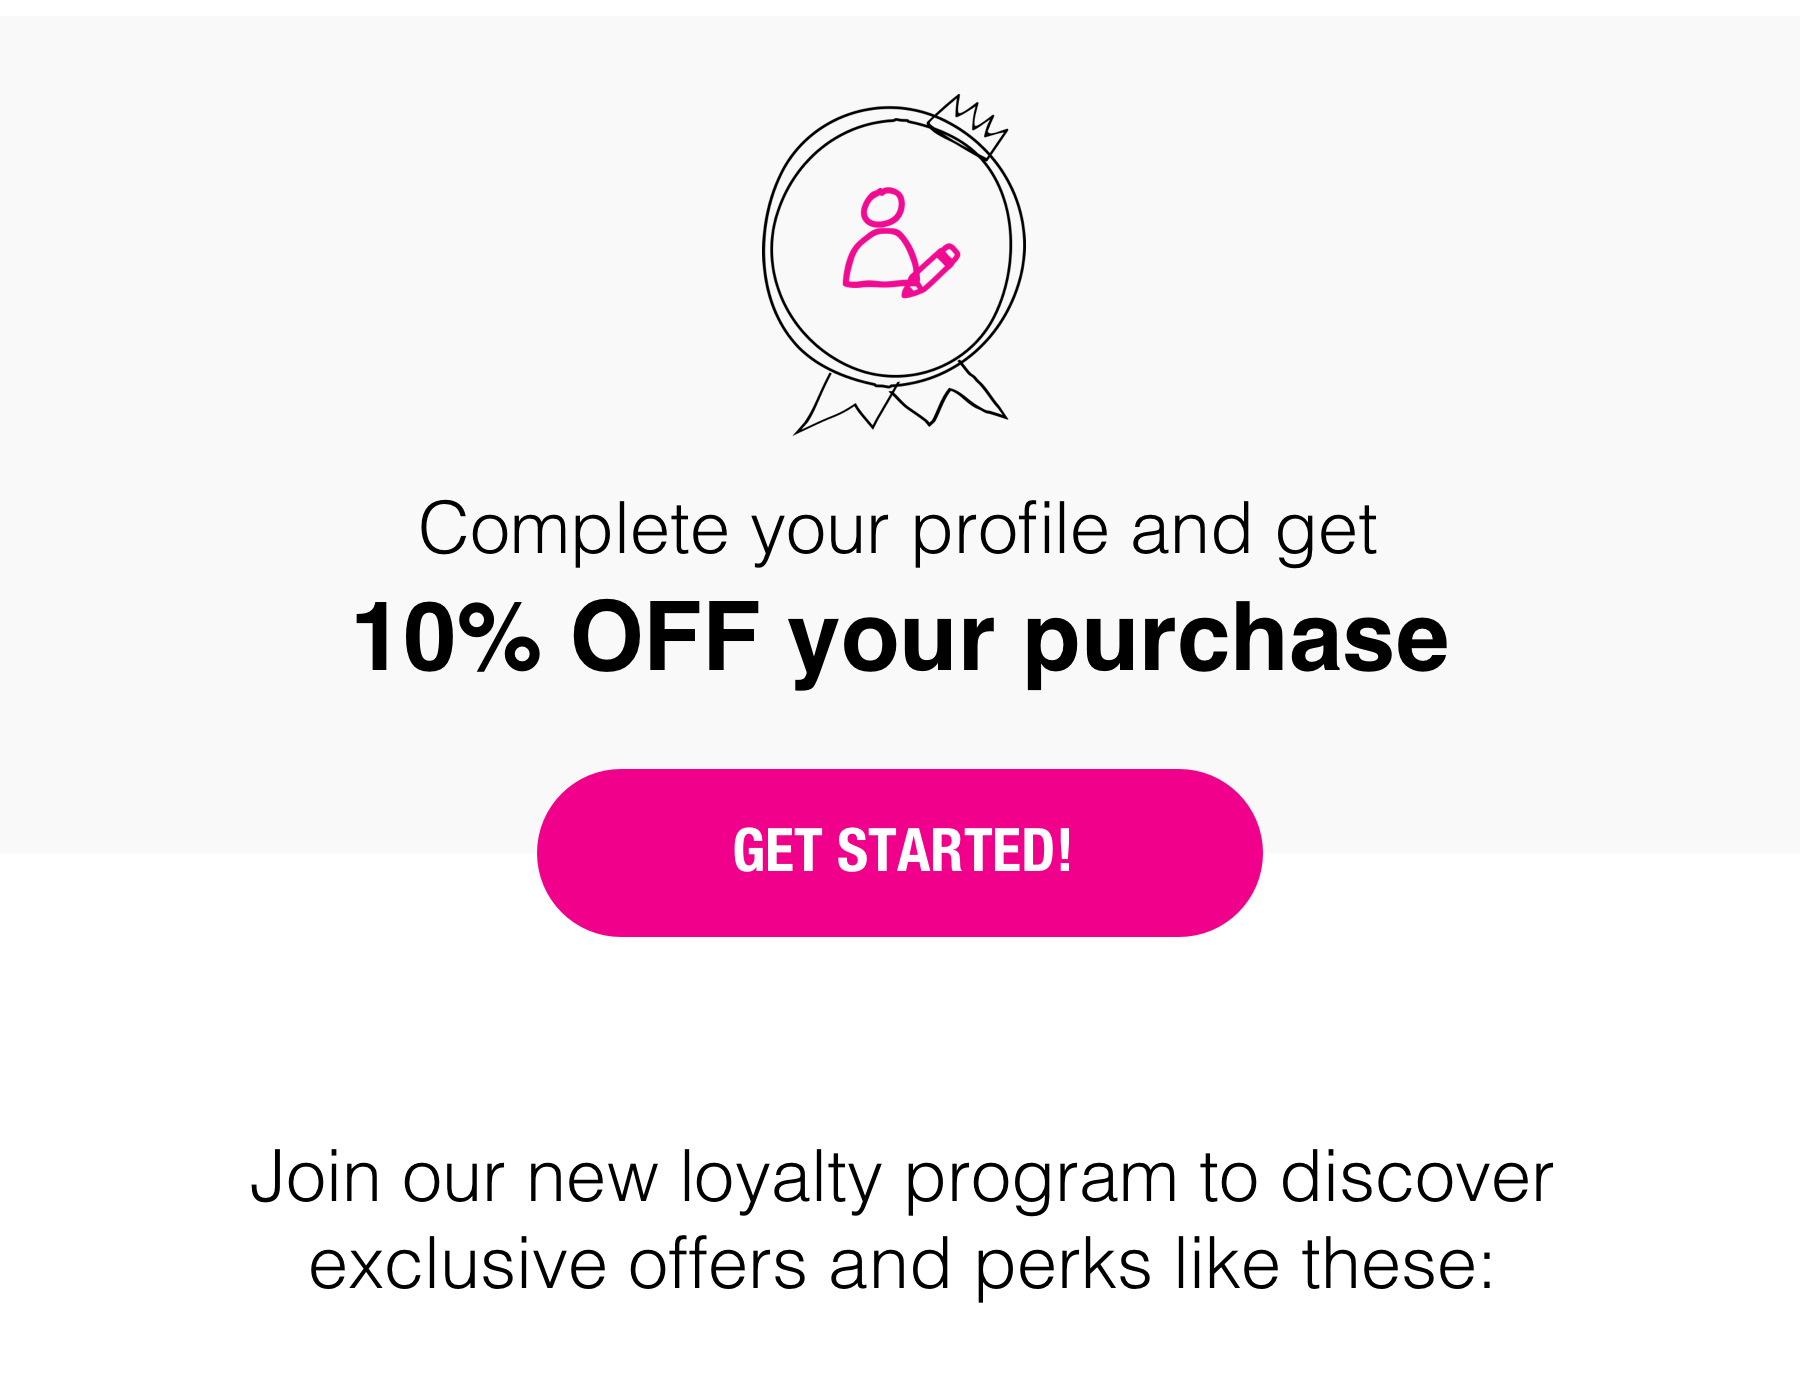 Complete your profile and get
10% OFF your purchase
GET STARTED!
Join our new loyalty program to discover
exclusive offers and perks like these: